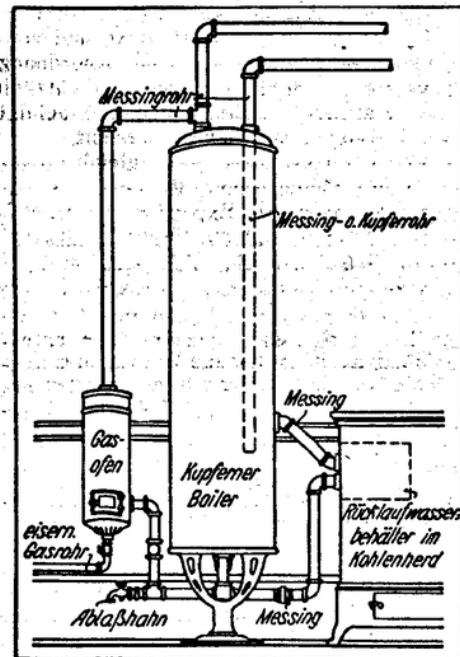 Messingrohr
Messing- o. Kupferrohr
Messing
Gas-
ofen
Kupferner
Boiler
Rücklaufwasser-
behälter im
Kohlenherd
eisern.
Gasrohr
Ablaßhahn
Messing